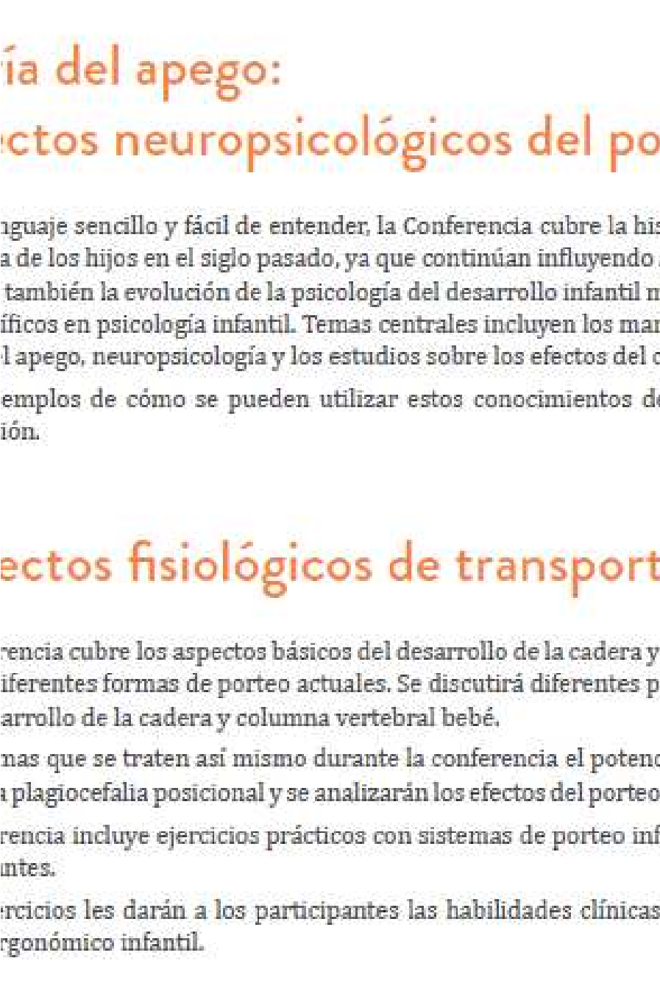 ía del apego:
ectos neuropsicológicos del po
nguaje sencillo y fácil de entender, la Conferencia cubre la his
a de los hijos en el siglo pasado, ya que continúan influyendo
también la evolución de la psicología del desarrollo infantil m
íficos en psicología infantil. Temas centrales incluyen los mar
l apego, neuropsicología y los estudios sobre los efectos del c
emplos de cómo se pueden utilizar estos conocimientos de
ión.
ectos fisiológicos de transport
rencia cubre los aspectos básicos del desarrollo de la cadera y
iferentes formas de porteo actuales. Se discutirá diferentes p
arrollo de la cadera y columna vertebral bebé.
mas que se traten así mismo durante la conferencia el potenc
a plagiocefalia posicional y se analizarán los efectos del porteo
rencia incluye ejercicios prácticos con sistemas de porteo inf
antes.
ercicios les darán a los participantes las habilidades clínicas
rgonómico infantil.